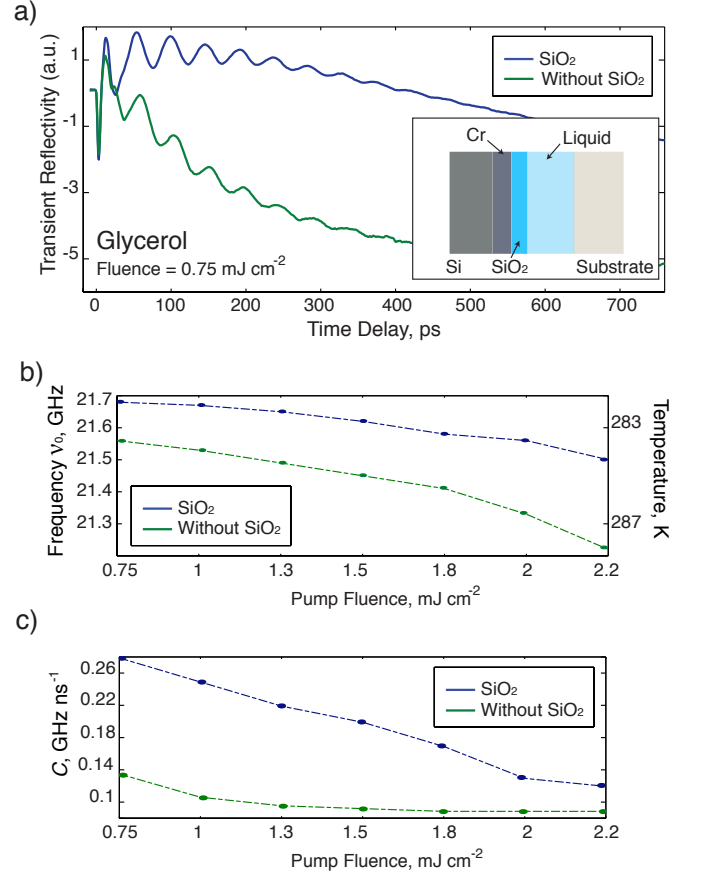 a)
Transient Reflectivity (a.u.)
1
-1
-3
-5
SiO2
Without SiO2
Cr
Liquid
Si
SiO2
Substrate
Glycerol
Fluence = 0.75 mJ cm-2
0
100
200
300
400
500
600
700
Time Delay, ps
b)
Frequency ν0, GHz
21.7
21.6
21.5
21.4
21.3
SiO2
Without SiO2
283
287
Temperature, K
0.75
1
1.3
1.5
1.8
2
2.2
Pump Fluence, mJ cm-2
c)
C, GHz ns-1
0.26
0.22
0.18
0.14
0.1
SiO2
Without SiO2
0.75
1
1.3
1.5
1.8
2
2.2
Pump Fluence, mJ cm-2